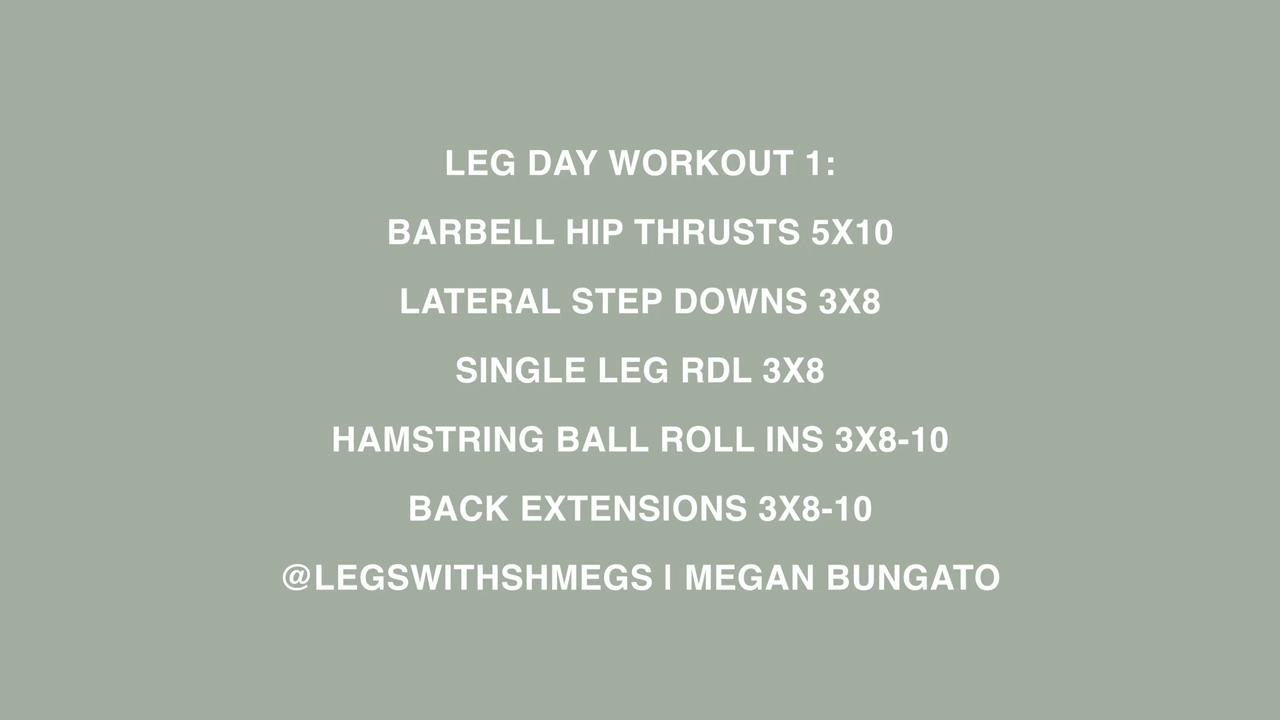 LEG DAY WORKOUT 1:
BARBELL HIP THRUSTS 5X10
LATERAL STEP DOWNS 3X8
SINGLE LEG RDL 3X8
HAMSTRING BALL ROLL INS 3X8-10
BACK EXTENSIONS 3X8-10
@LEGSWITHSHMEGS | MEGAN BUNGATO